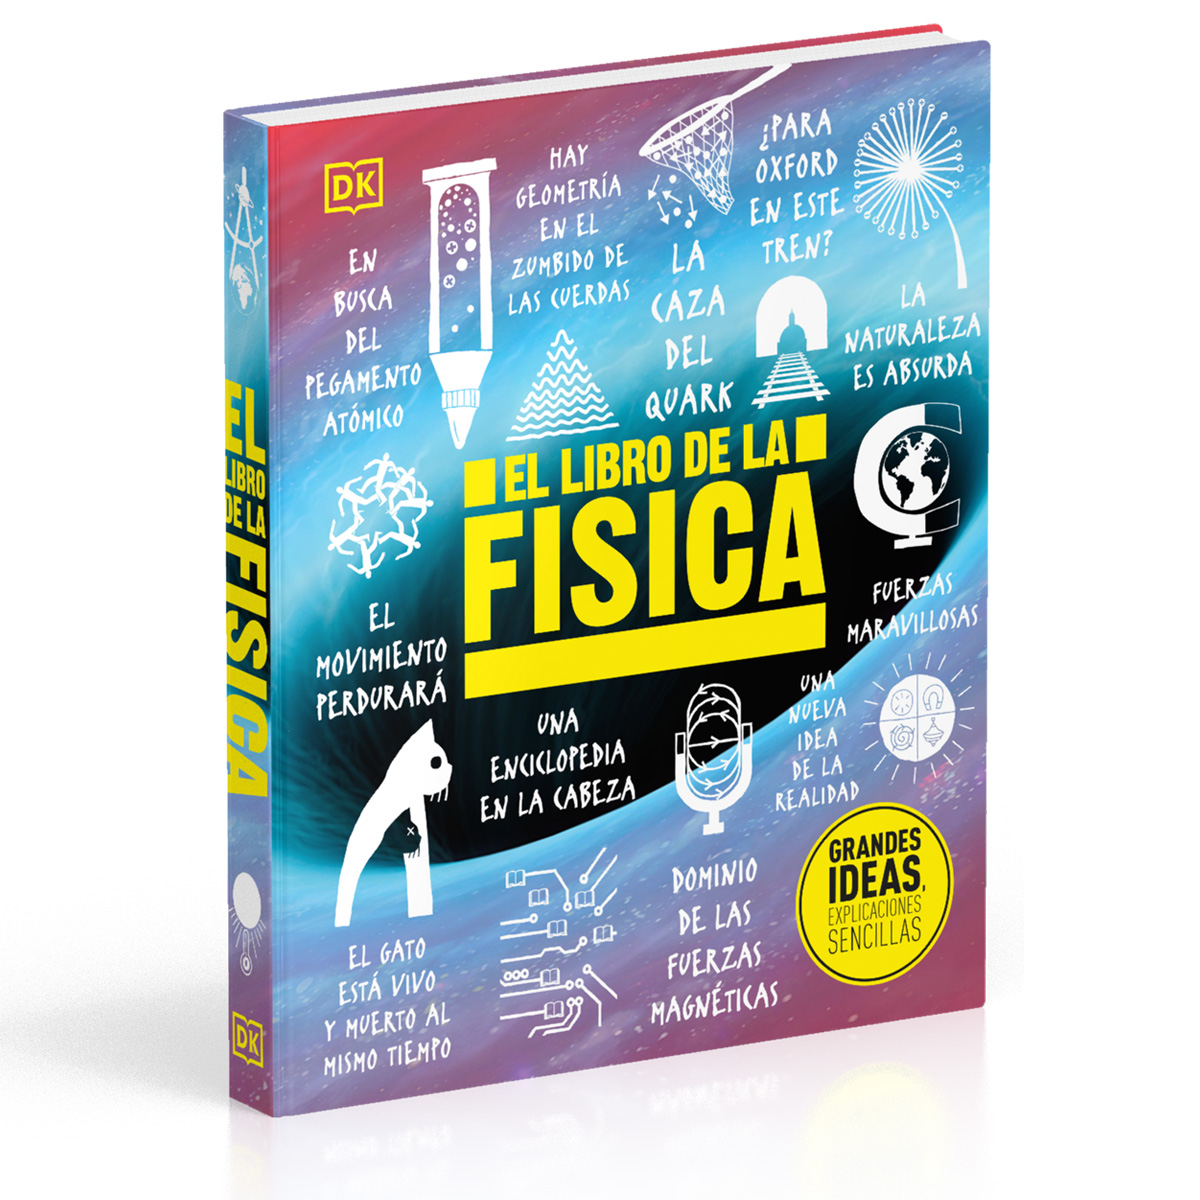 DK
EN
BUSCA
DEL
PEGAMENTO
ATÓMICO
HAY
GEOMETRÍA
EN EL
ZUMBIDO DE
LAS CUERDAS
LA
CAZA
DEL
QUARK
¿PARA
OXFORD
EN ESTE
TREN?
LA
NATURALEZA
ES ABSURDA
EL LIBRO DE LA
FISICA
EL
MOVIMIENTO
PERDURARÁ
UNA
ENCICLOPEDIA
EN LA CABEZA
FUERZAS
MARAVILLOSAS
UNA
NUEVA
IDEA
DE LA
REALIDAD
GRANDES
IDEAS,
EXPLICACIONES
SENCILLAS
EL GATO
ESTÁ VIVO
Y MUERTO AL
MISMO TIEMPO
DOMINIO
DE LAS
FUERZAS
MAGNÉTICAS
EL
LIBRO
DE LA
FISICA
DK